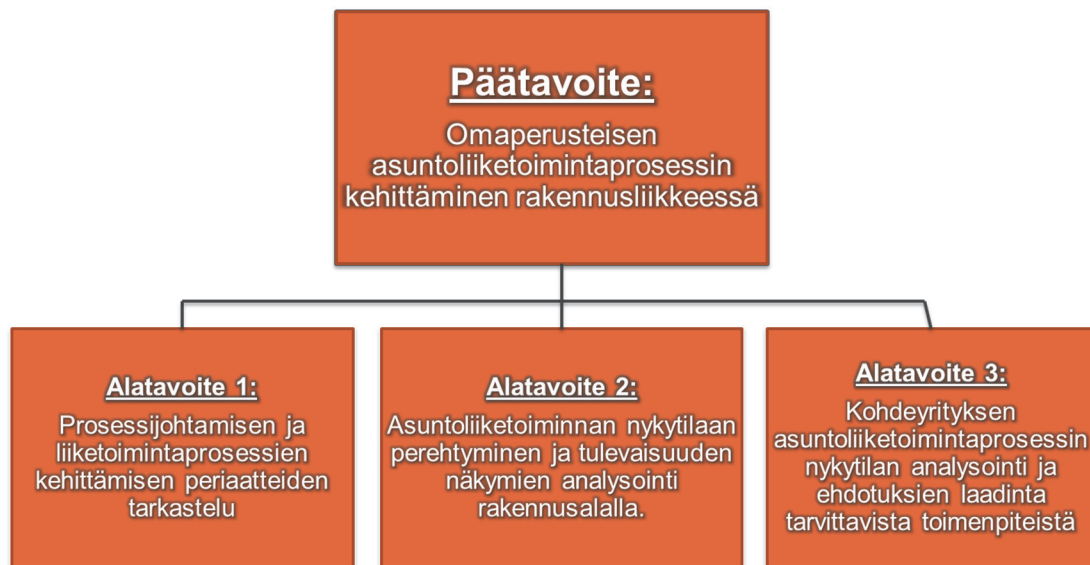 Päätavoite:
Omaperusteisen
asuntoliiketoimintaprosessin
kehittäminen rakennusliikkeessä
Alatavoite 1:
Prosessijohtamisen ja
liiketoimintaprosessien
kehittämisen periaatteiden
tarkastelu
Alatavoite 2:
Asuntoliiketoiminnan nykytilaan
perehtyminen ja tulevaisuuden
näkymien analysointi
rakennusalalla.
Alatavoite 3:
Kohdeyrityksen
asuntoliiketoimintaprosessin
nykytilan analysointi ja
ehdotuksien laadinta
tarvittavista toimenpiteistä